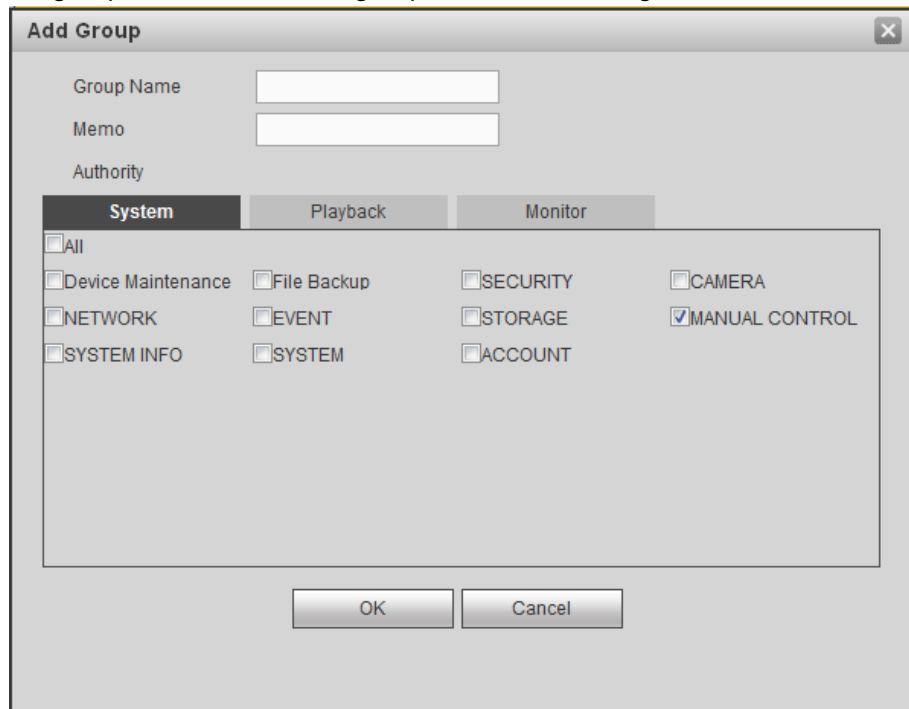 Add Group
Group Name
Memo
Authority
System Playback Monitor
All
Device Maintenance File Backup SECURITY CAMERA
NETWORK EVENT STORAGE MANUAL CONTROL
SYSTEM INFO SYSTEM ACCOUNT
OK Cancel